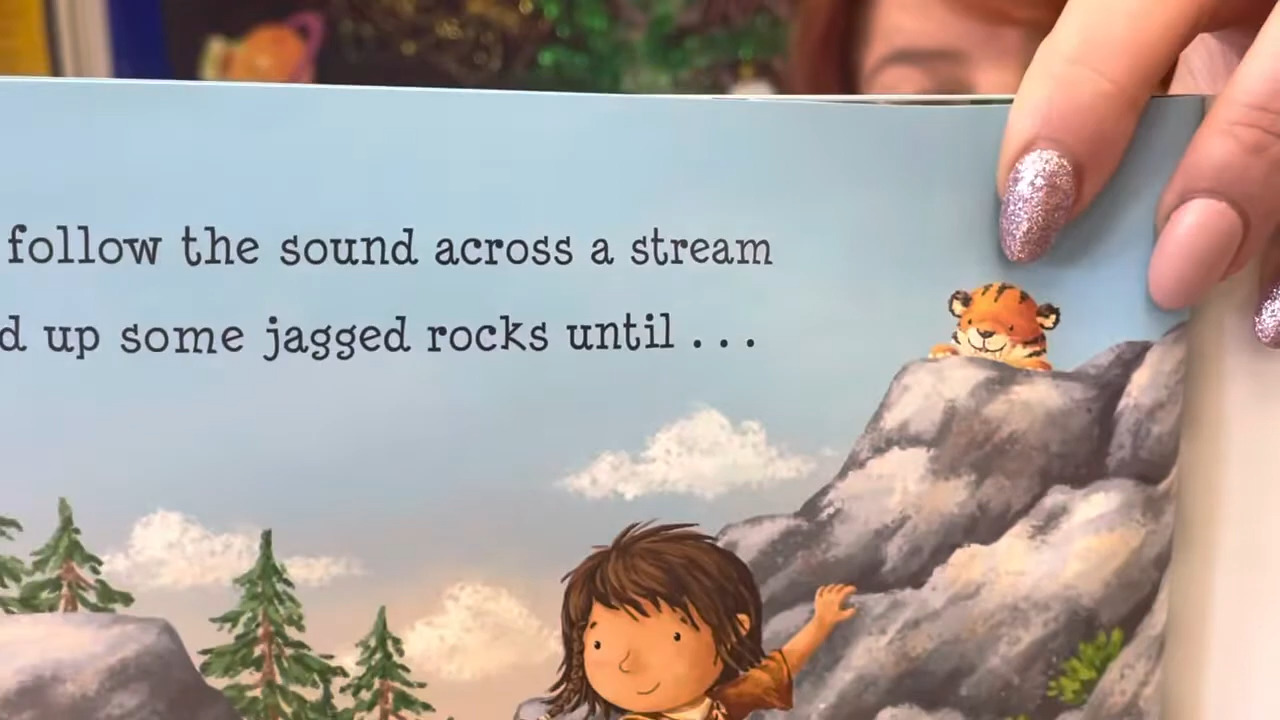 follow the sound across a stream
up some jagged rocks until . . .